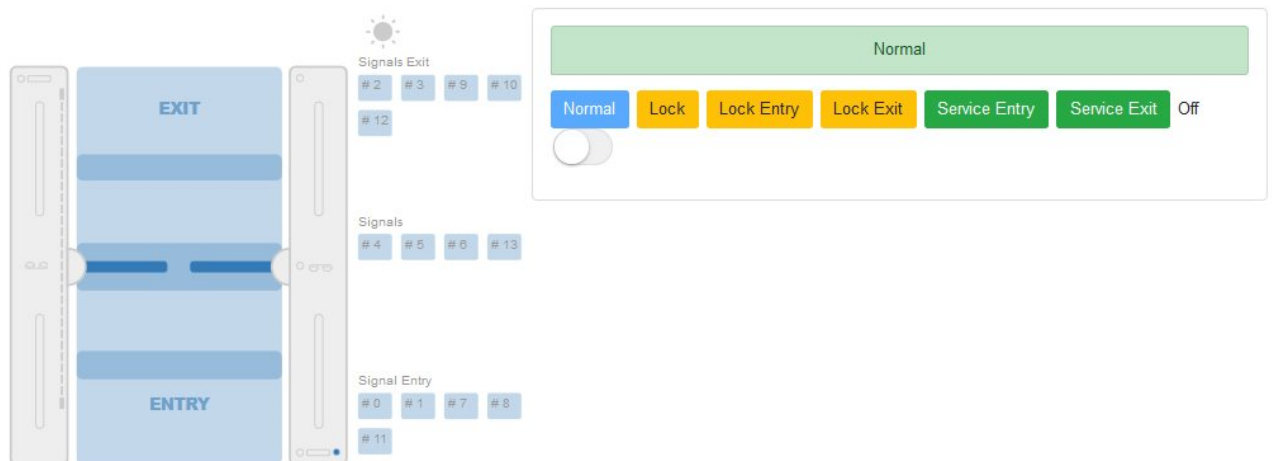 Signals Exit
# 2 # 3 # 9 # 10
# 12
EXIT
Signals
# 4 # 5 # 6 # 13
Signal Entry
# 0 # 1 # 7 # 8
# 11
ENTRY
Normal
Normal Lock Lock Entry Lock Exit Service Entry Service Exit Off